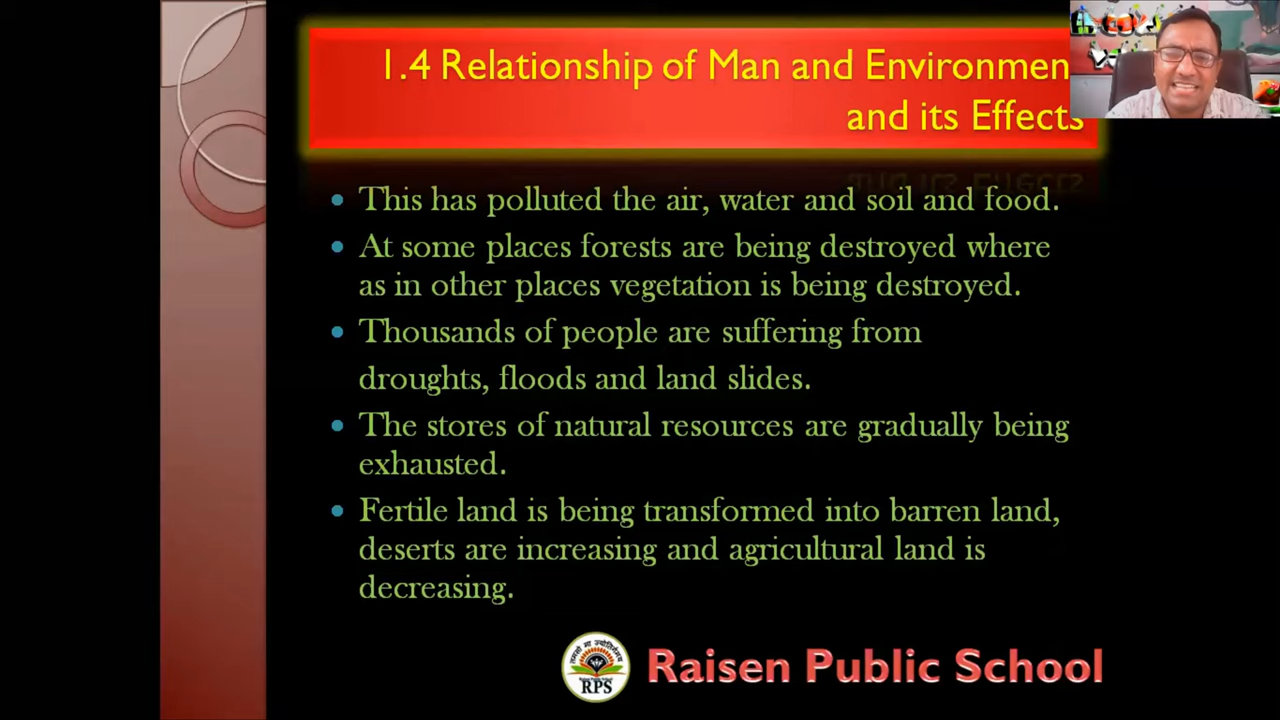 1.4 Relationship of Man and Environmen
and its Effects
This has polluted the air, water and soil and food.
At some places forests are being destroyed where
as in other places vegetation is being destroyed.
Thousands of people are suffering from
droughts, floods and land slides.
The stores of natural resources are gradually being
exhausted.
Fertile land is being transformed into barren land,
deserts are increasing and agricultural land is
decreasing.
तमसो मा ज्योतिर्गमय
RPS
Raisen Public School